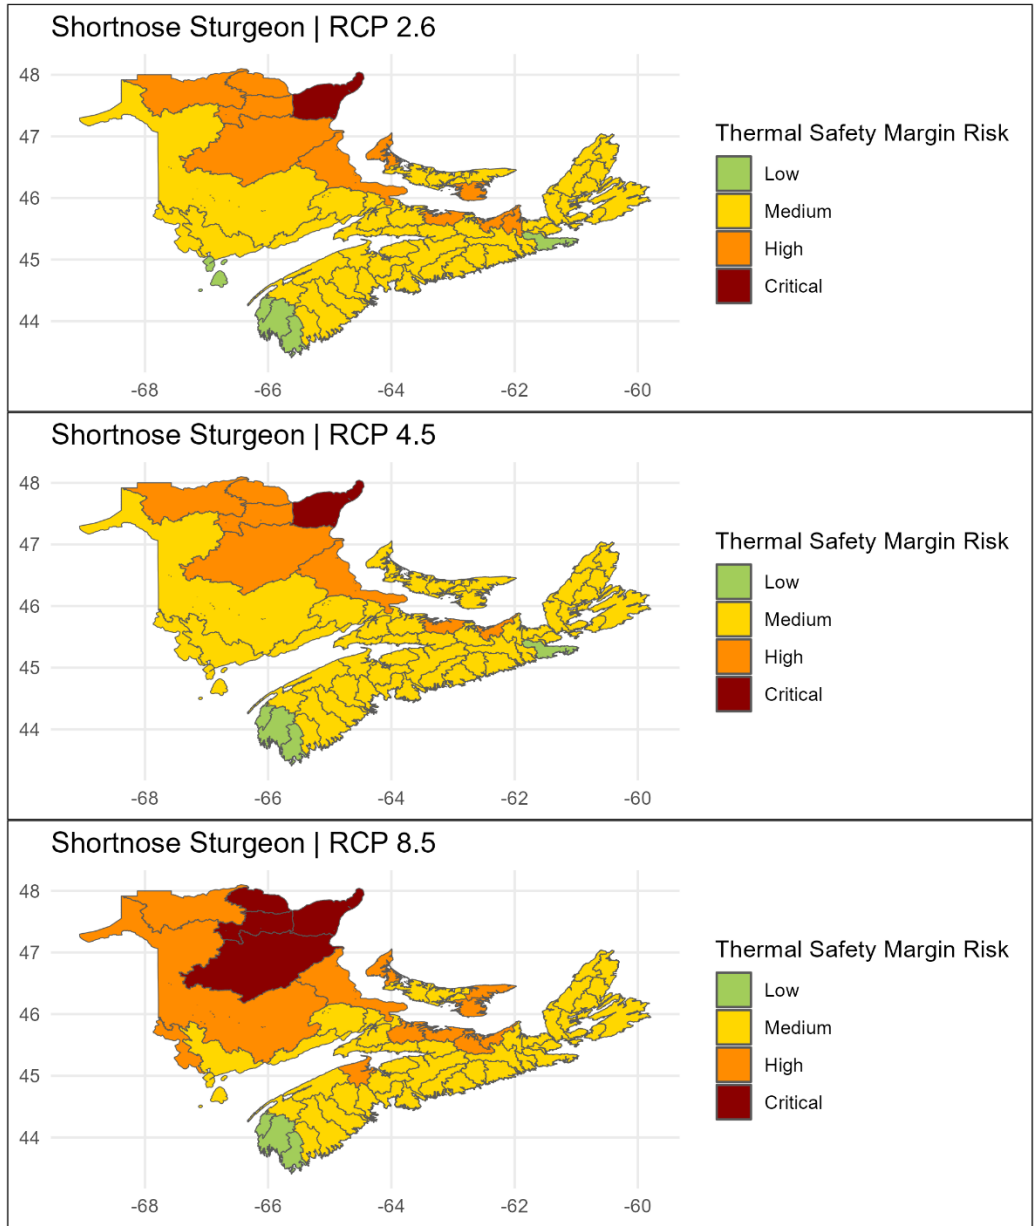 Shortnose Sturgeon | RCP 2.6
48
47
46
45
44
-68
-66
-64
-62
-60
Thermal Safety Margin Risk
Low
Medium
High
Critical
Shortnose Sturgeon | RCP 4.5
48
47
46
45
44
-68
-66
-64
-62
-60
Thermal Safety Margin Risk
Low
Medium
High
Critical
Shortnose Sturgeon | RCP 8.5
48
47
46
45
44
-68
-66
-64
-62
-60
Thermal Safety Margin Risk
Low
Medium
High
Critical